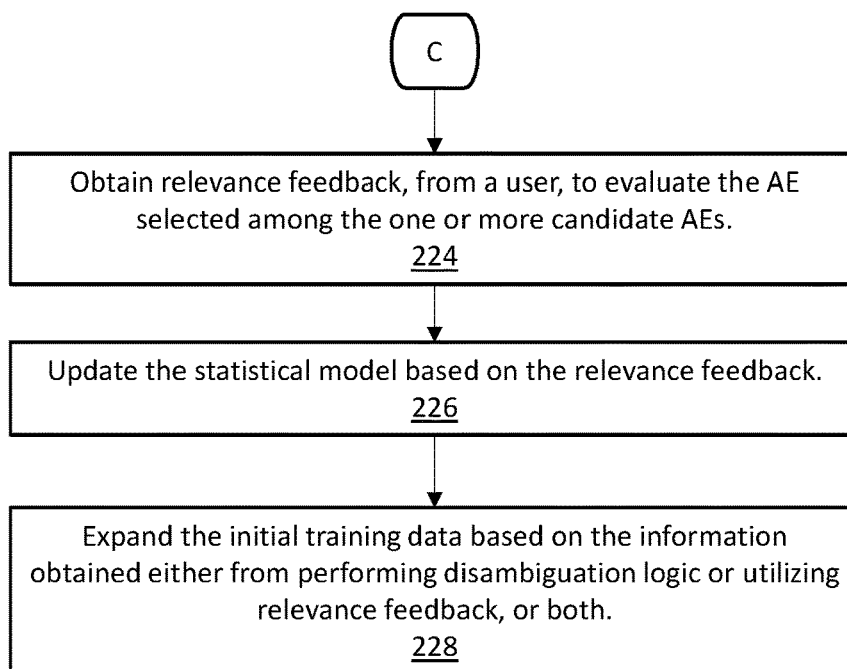 C
Obtain relevance feedback, from a user, to evaluate the AE
selected among the one or more candidate AEs.
224
Update the statistical model based on the relevance feedback.
226
Expand the initial training data based on the information
obtained either from performing disambiguation logic or utilizing
relevance feedback, or both.
228